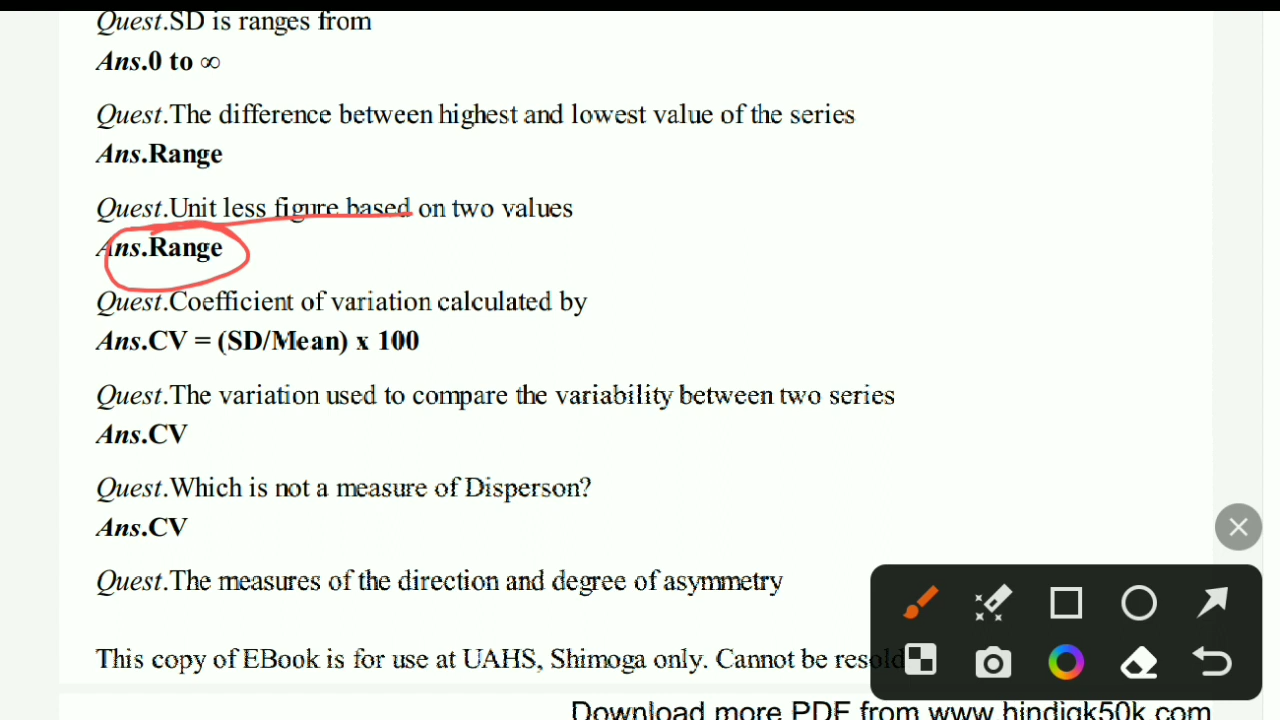 Quest.SD is ranges from
Ans.0 to ∞
Quest.The difference between highest and lowest value of the series
Ans.Range
Quest.Unit less figure based on two values
Ans.Range
Quest.Coefficient of variation calculated by
Ans.CV = (SD/Mean) x 100
Quest.The variation used to compare the variability between two series
Ans.CV
Quest.Which is not a measure of Disperson?
Ans.CV
Quest.The measures of the direction and degree of asymmetry
This copy of EBook is for use at UAHS, Shimoga only. Cannot be resold
Download more PDF from www.hindigk50k.com